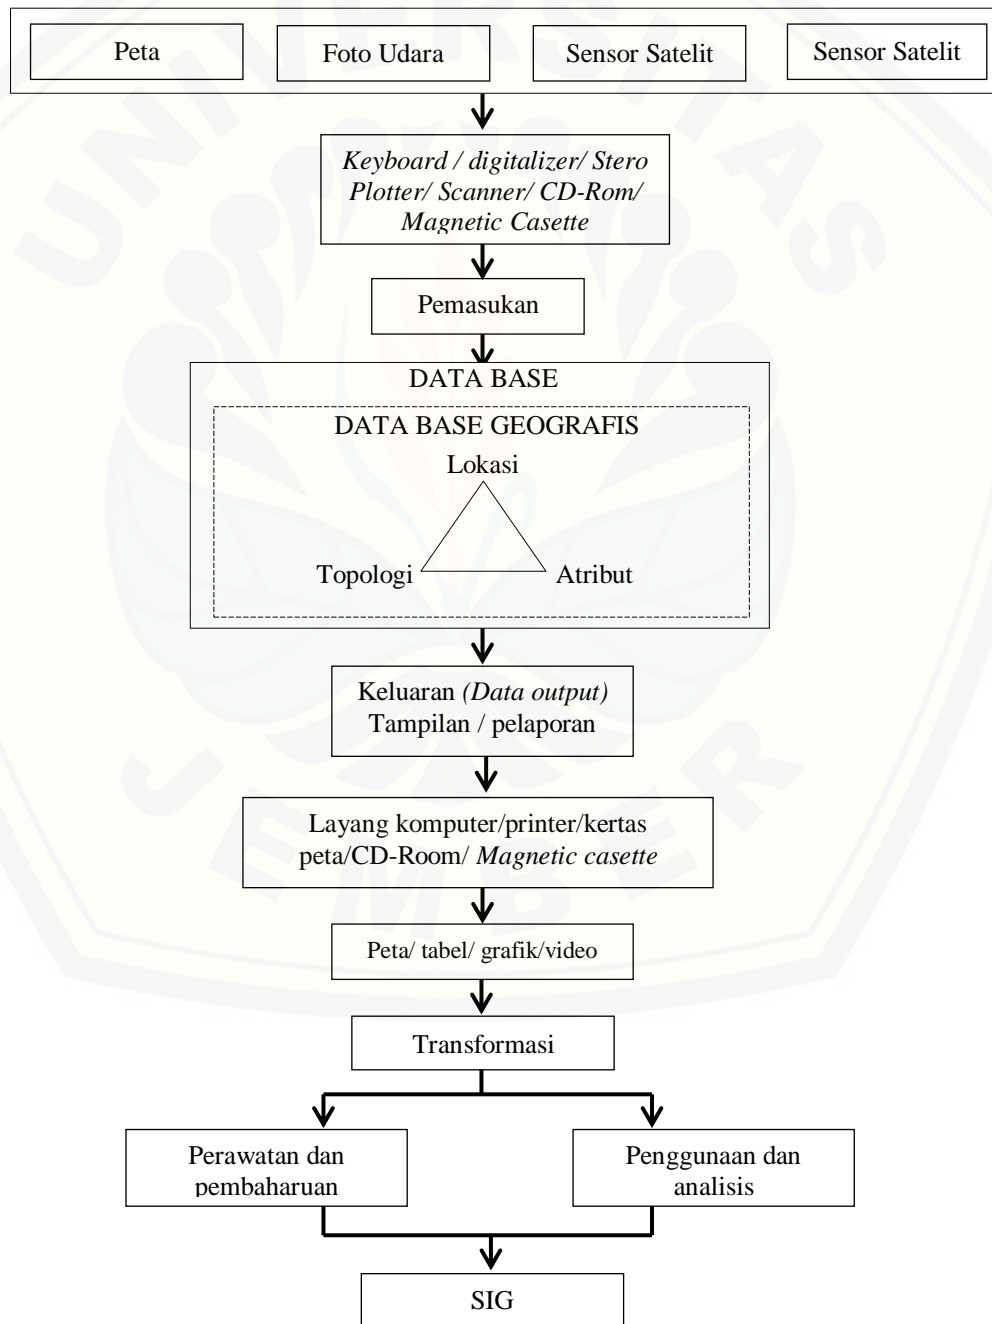 Peta
Foto Udara
Sensor Satelit
Sensor Satelit
Keyboard / digitalizer/ Stero
Plotter/ Scanner/ CD-Rom/
Magnetic Casette
Pemasukan
DATA BASE
DATA BASE GEOGRAFIS
Lokasi
Topologi
Atribut
Keluaran (Data output)
Tampilan / pelaporan
Layang komputer/printer/kertas
peta/CD-Room/ Magnetic casette
Peta/ tabel/ grafik/video
Transformasi
Perawatan dan
pembaharuan
Penggunaan dan
analisis
SIG
UNIVERSITAS
JEMBER